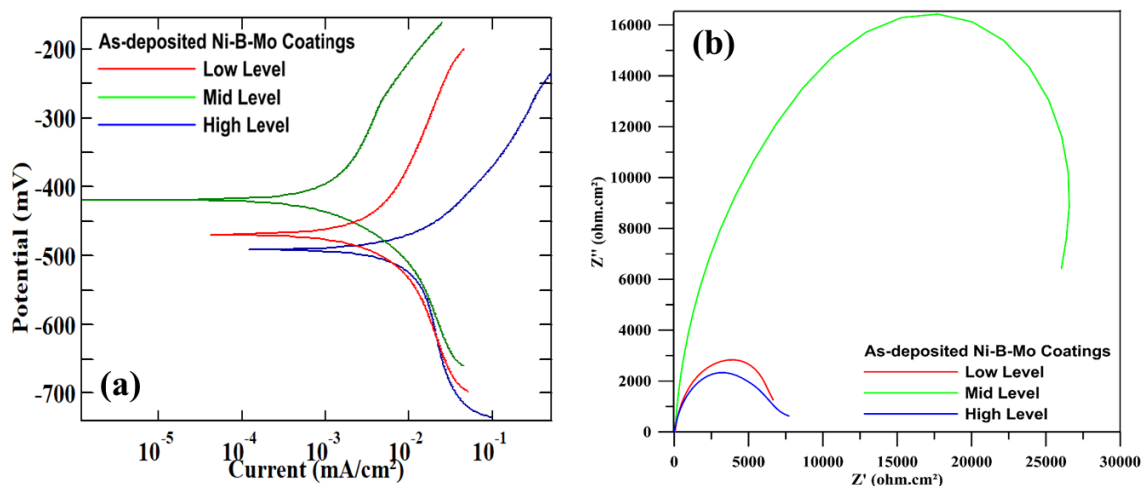 (a)
As-deposited Ni-B-Mo Coatings
Low Level
Mid Level
High Level
Potential (mV)
-200
-300
-400
-500
-600
-700
10⁻⁵
10⁻⁴
10⁻³
10⁻²
10⁻¹
Current (mA/cm²)
(b)
Z'' (ohm.cm²)
16000
14000
12000
10000
8000
6000
4000
2000
0
As-deposited Ni-B-Mo Coatings
Low Level
Mid Level
High Level
0
5000
10000
15000
20000
25000
30000
Z' (ohm.cm²)